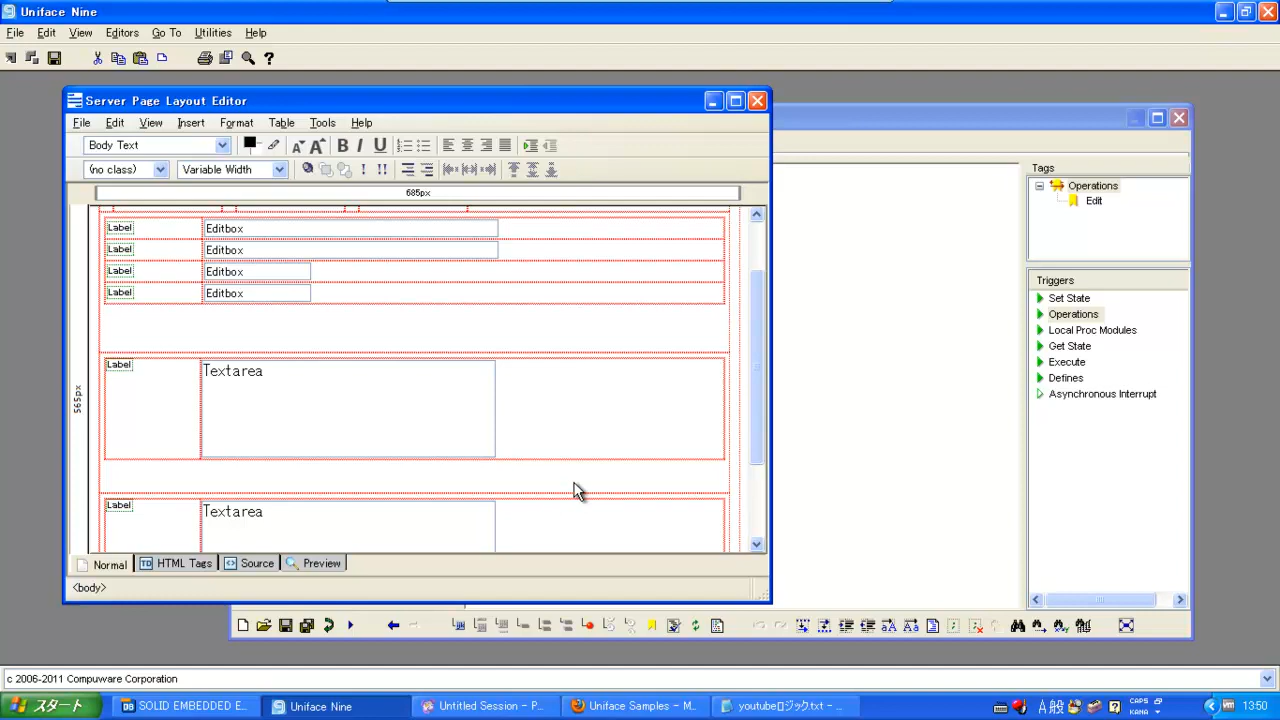 Uniface Nine
File Edit View Editors Go To Utilities Help
Server Page Layout Editor
File Edit View Insert Format Table Tools Help
Body Text
B I U
(no class) Variable Width
685px
565px
Label Editbox
Label Editbox
Label Editbox
Label Editbox
Label Textarea
Label Textarea
Normal HTML Tags Source Preview
<body>
Tags
Operations
Edit
Triggers
Set State
Operations
Local Proc Modules
Get State
Execute
Defines
Asynchronous Interrupt
c 2006-2011 Compuware Corporation
スタート SOLID EMBEDDED E... Uniface Nine Untitled Session - P... Uniface Samples - M... youtubeロジック.txt - ... A 般 CAPS KANA 13:50